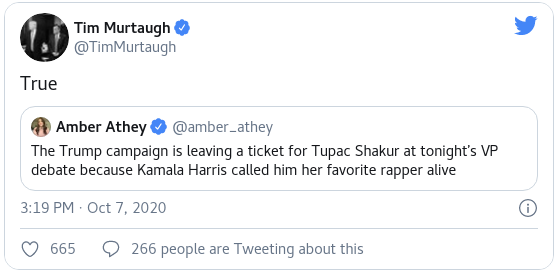 Tim Murtaugh
@TimMurtaugh
True
Amber Athey @amber_athey
The Trump campaign is leaving a ticket for Tupac Shakur at tonight's VP
debate because Kamala Harris called him her favorite rapper alive
3:19 PM · Oct 7, 2020
665 266 people are Tweeting about this